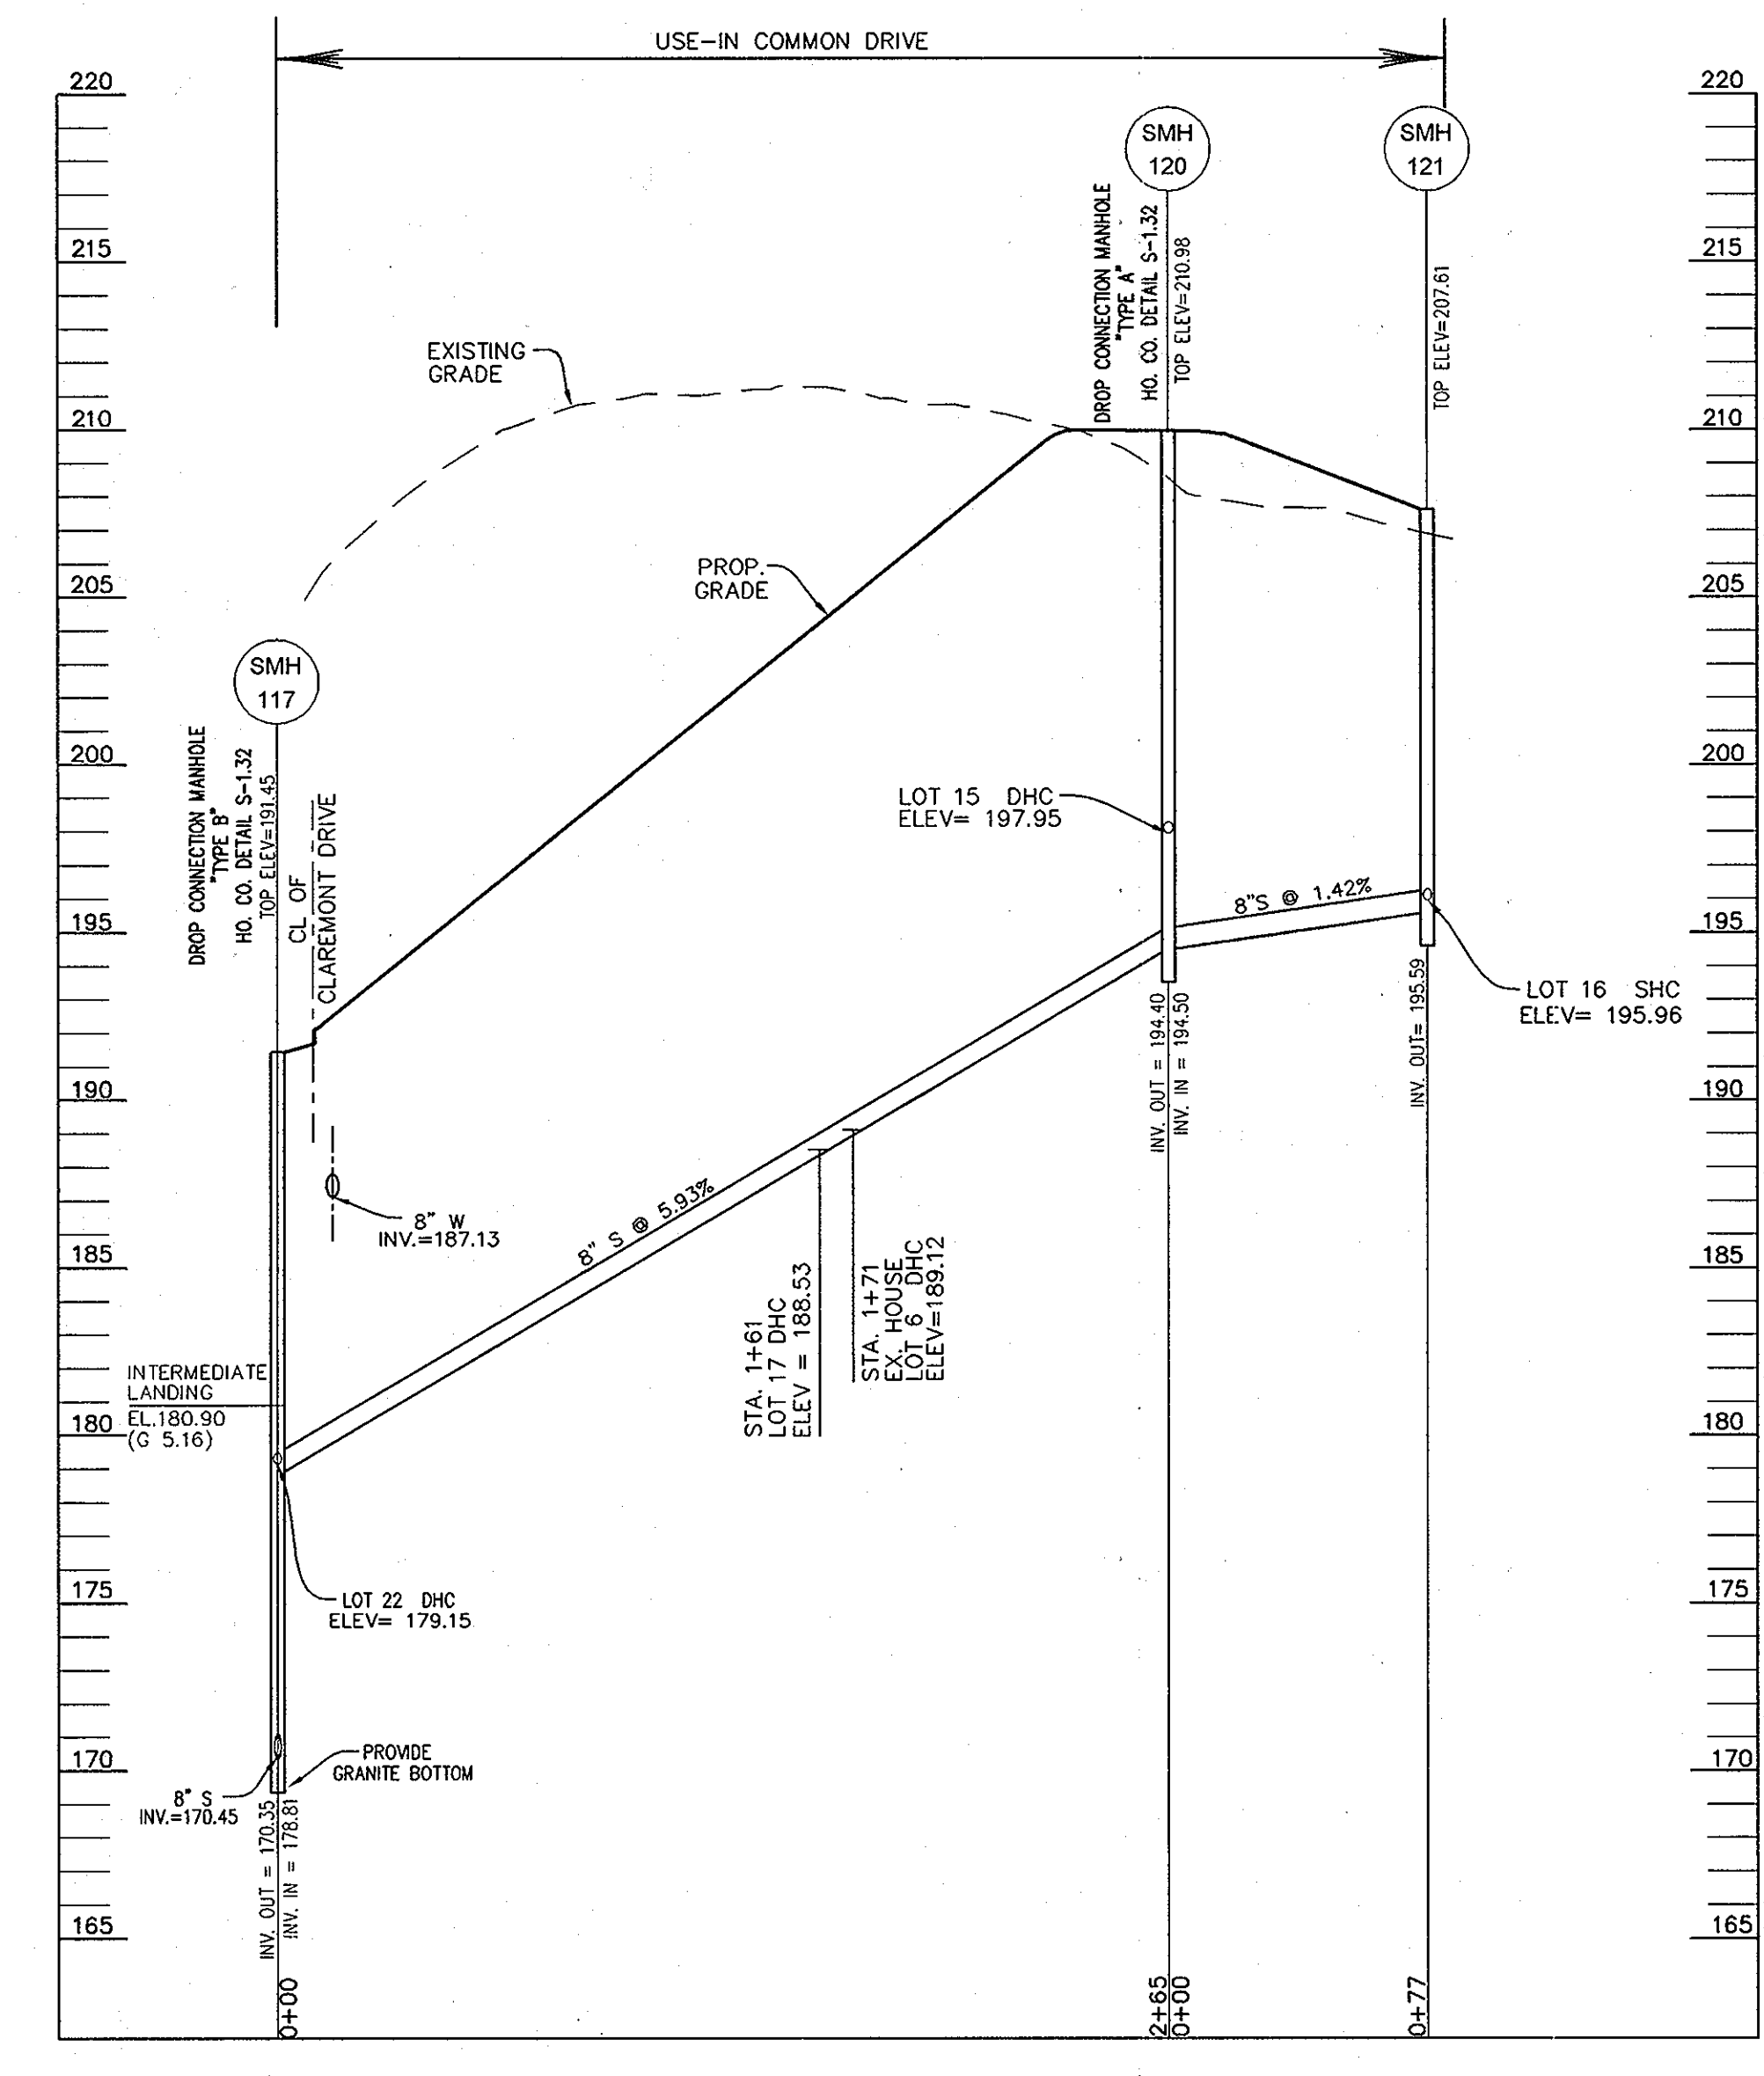 USE-IN COMMON DRIVE
220
215
210
205
200
195
190
185
180
175
170
165
220
215
210
205
200
195
190
185
180
175
170
165
SMH
120
SMH
121
DROP CONNECTION MANHOLE
"TYPE A"
HO. CO. DETAIL S-1.32
TOP ELEV=210.98
TOP ELEV=207.61
EXISTING
GRADE
PROP.
GRADE
SMH
117
DROP CONNECTION MANHOLE
"TYPE B"
HO. CO. DETAIL S-1.32
TOP ELEV=191.45
CL OF
CLAREMONT DRIVE
LOT 15 DHC
ELEV= 197.95
8"S @ 1.42%
LOT 16 SHC
ELEV= 195.96
INV. OUT = 194.40
INV. IN = 194.50
INV. OUT= 195.59
8" W
INV.=187.13
8" S @ 5.93%
STA. 1+61
LOT 17 DHC
ELEV = 188.53
STA. 1+71
EX. HOUSE
LOT 6 DHC
ELEV=189.12
INTERMEDIATE
LANDING
EL.180.90
(G 5.16)
LOT 22 DHC
ELEV= 179.15
PROVIDE
GRANITE BOTTOM
8" S
INV.=170.45
INV. OUT = 170.35
INV. IN = 178.81
0+00
2+65
0+00
0+77